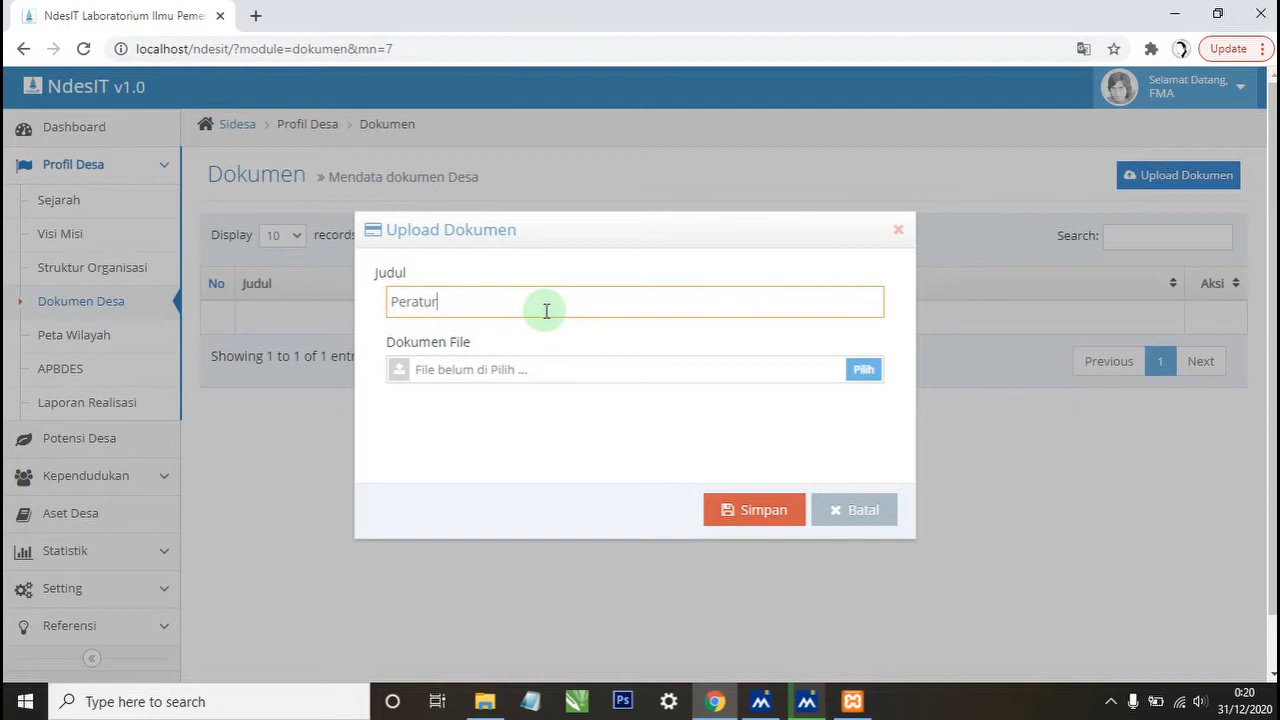 NdesIT Laboratorium Ilmu Peme
localhost/ndesit/?module=dokumen&mn=7
Update
NdesIT v1.0
Selamat Datang,
FMA
Dashboard
Profil Desa
Sejarah
Visi Misi
Struktur Organisasi
Dokumen Desa
Peta Wilayah
APBDES
Laporan Realisasi
Potensi Desa
Kependudukan
Aset Desa
Statistik
Setting
Referensi
Sidesa > Profil Desa > Dokumen
Dokumen » Mendata dokumen Desa
Upload Dokumen
Display 10 records
Search:
No Judul Aksi
Showing 1 to 1 of 1 entr
Previous 1 Next
Upload Dokumen
Judul
Peratur
Dokumen File
File belum di Pilih ...
Pilih
Simpan
Batal
Type here to search
Ps
0:20
31/12/2020